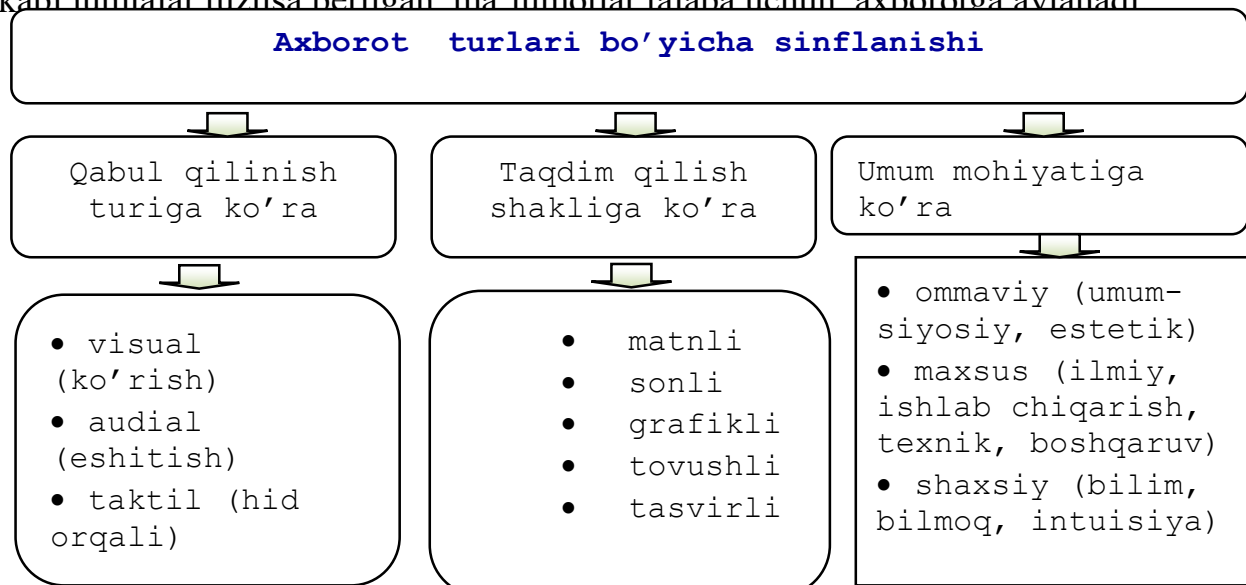 Axborot turlari bo’yicha sinflanishi
Qabul qilinish
turiga ko’ra
Taqdim qilish
shakliga ko’ra
Umum mohiyatiga
ko’ra
• visual
(ko’rish)
• audial
(eshitish)
• taktil (hid
orqali)
• matnli
• sonli
• grafikli
• tovushli
• tasvirli
• ommaviy (umum-
siyosiy, estetik)
• maxsus (ilmiy,
ishlab chiqarish,
texnik, boshqaruv)
• shaxsiy (bilim,
bilmoq, intuisiya)